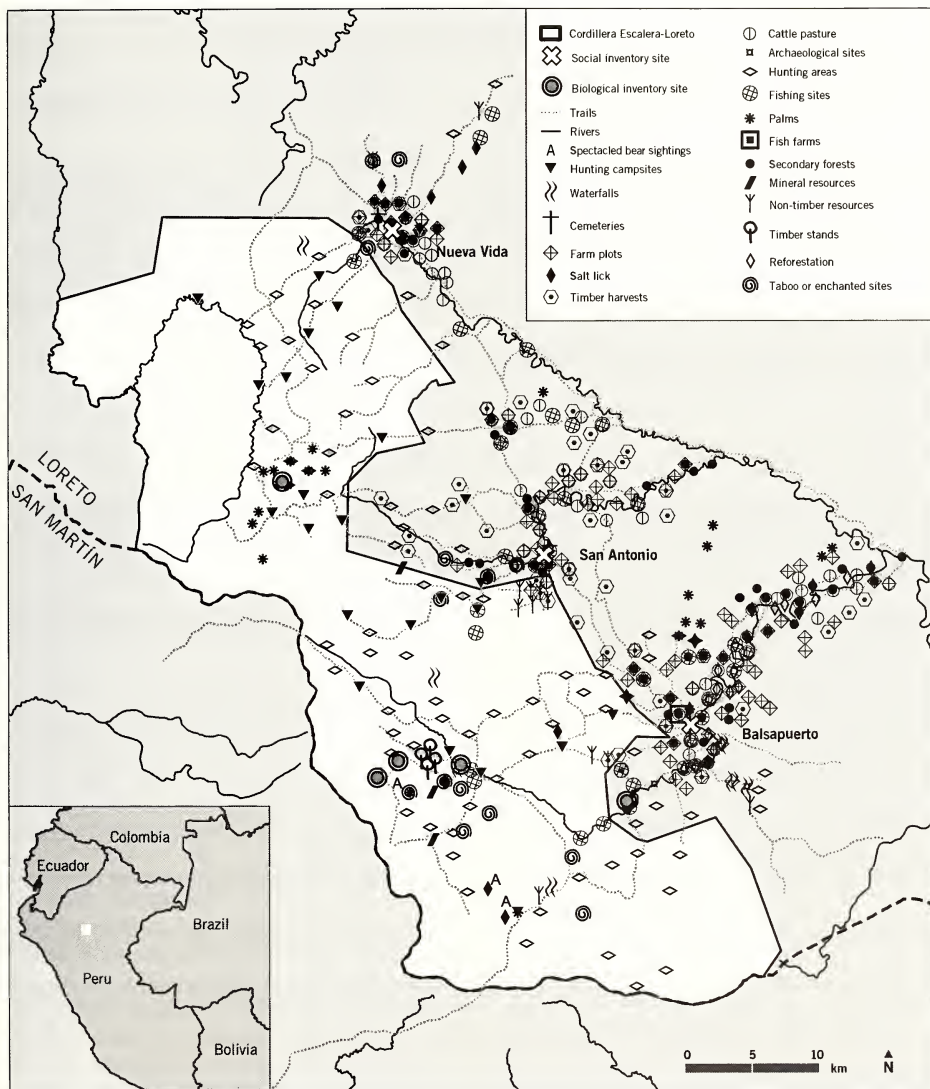 Cordillera Escalera-Loreto
Social inventory site
Biological inventory site
Trails
Rivers
A Spectacled bear sightings
Hunting campsites
Waterfalls
Cemeteries
Farm plots
Salt lick
Timber harvests
Cattle pasture
Archaeological sites
Hunting areas
Fishing sites
Palms
Fish farms
Secondary forests
Mineral resources
Non-timber resources
Timber stands
Reforestation
Taboo or enchanted sites
Nueva Vida
LORETO
SAN MARTÍN
San Antonio
Balsapuerto
A
A
A
Colombia
Ecuador
Brazil
Peru
Bolivia
0 5 10
km
N